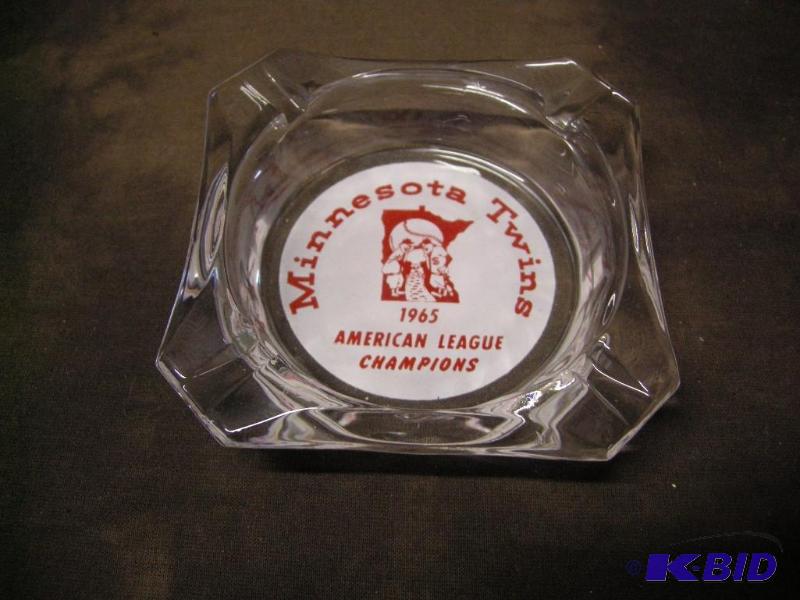 Minnesota Twins
1965
AMERICAN LEAGUE
CHAMPIONS
© K-BID